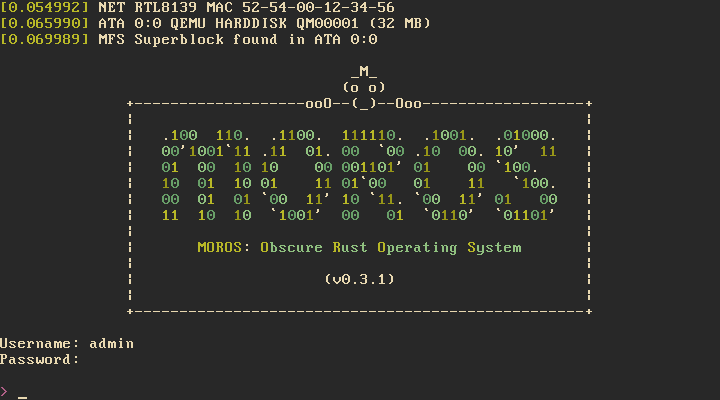 [0.054992] NET RTL8139 MAC 52-54-00-12-34-56
[0.065990] ATA 0:0 QEMU HARDDISK QM00001 (32 MB)
[0.069989] MFS Superblock found in ATA 0:0
_M_
(o o)
+-------------------ooO--(_)--Ooo------------------+
.100  110.  .1100.  111110.  .1001.  .01000.
00'1001`11 .11  01. 00  `00 .10  00. 10'  11
01  00  10 10    00 001101' 01    00 `100.
10  01  10 01    11 01`00   01    11   `100.
00  01  01 `00  11' 10 `11. `00  11' 01   00
11  10  10  `1001'  00   01  `0110'  `01101'
MOROS: Obscure Rust Operating System
(v0.3.1)
+--------------------------------------------------+
Username: admin
Password:
> _